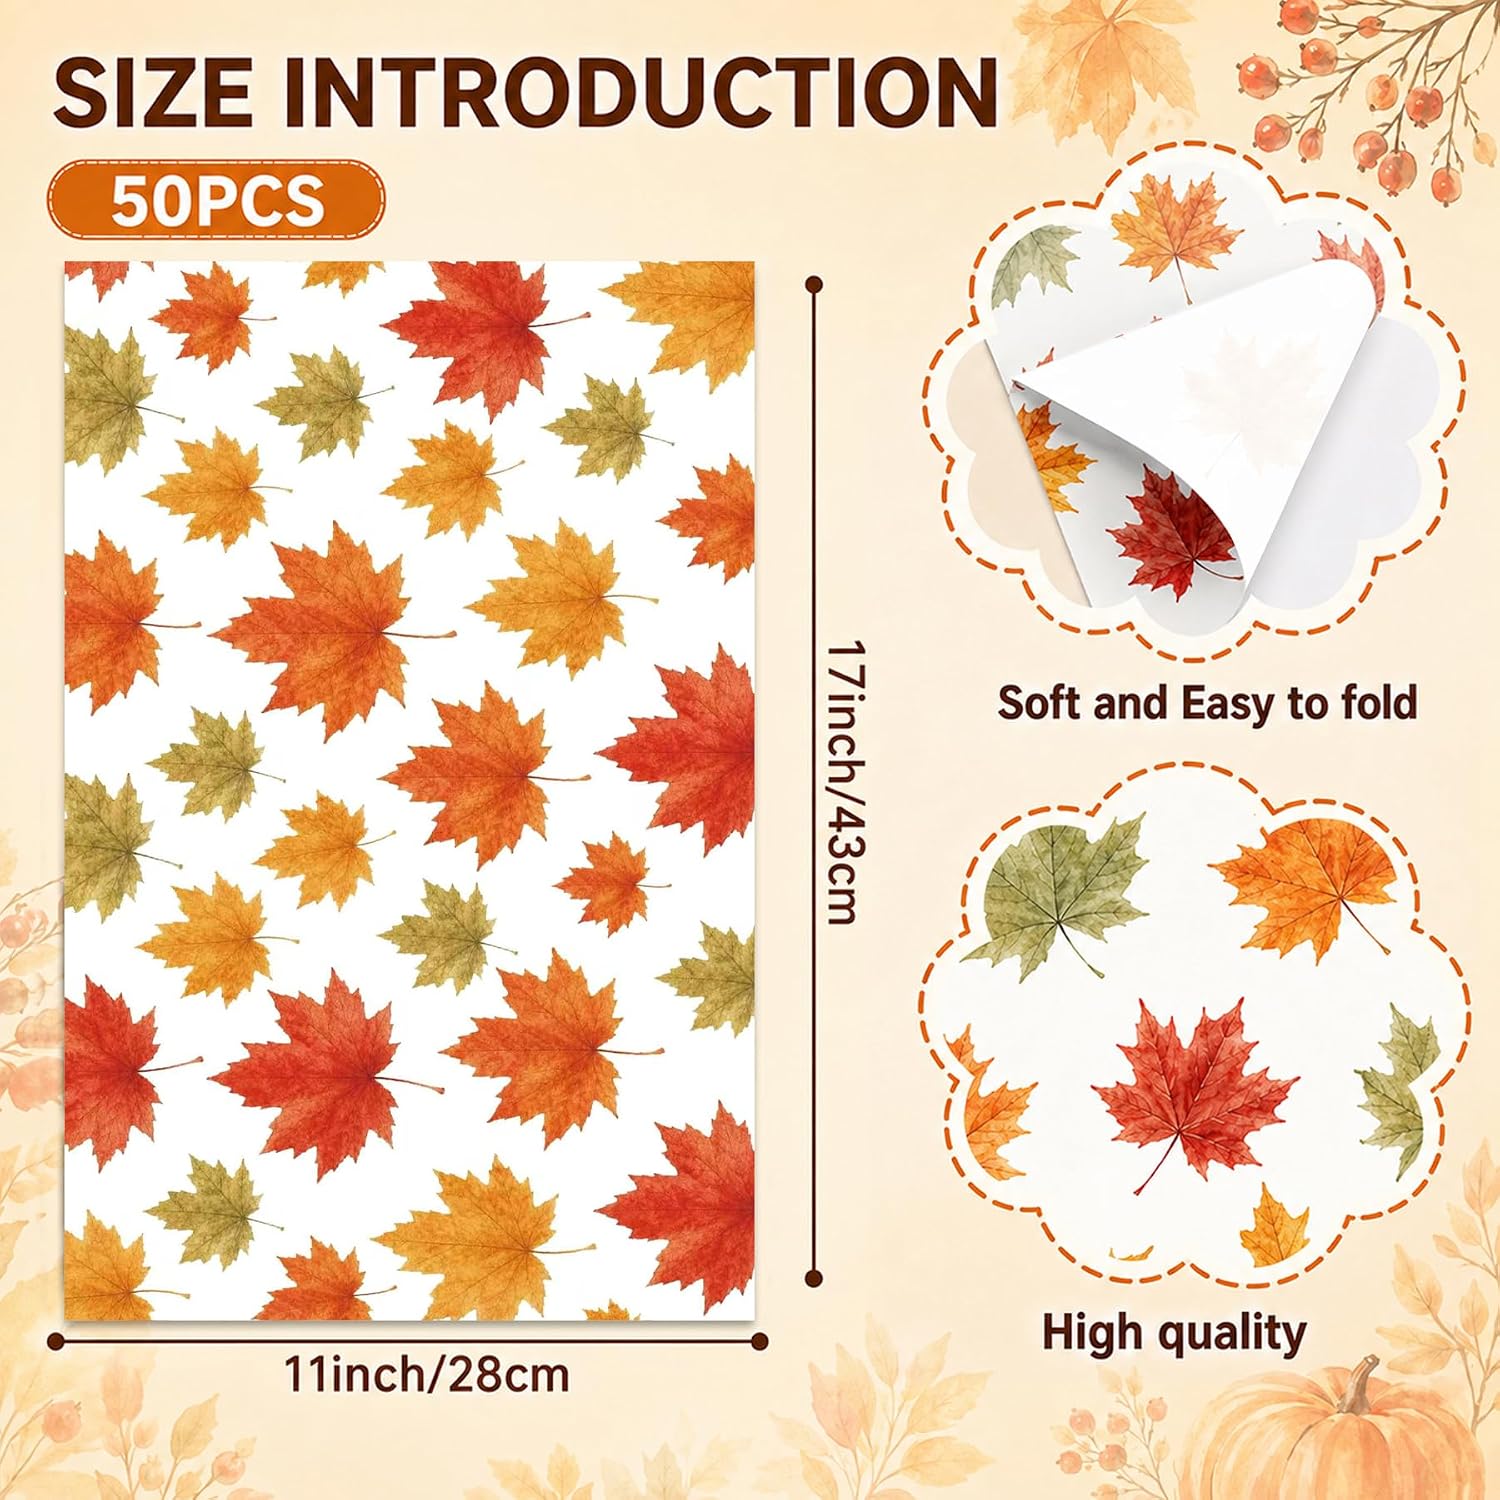 SIZE INTRODUCTION
50PCS
17inch/43cm
Soft and Easy to fold
High quality
11inch/28cm